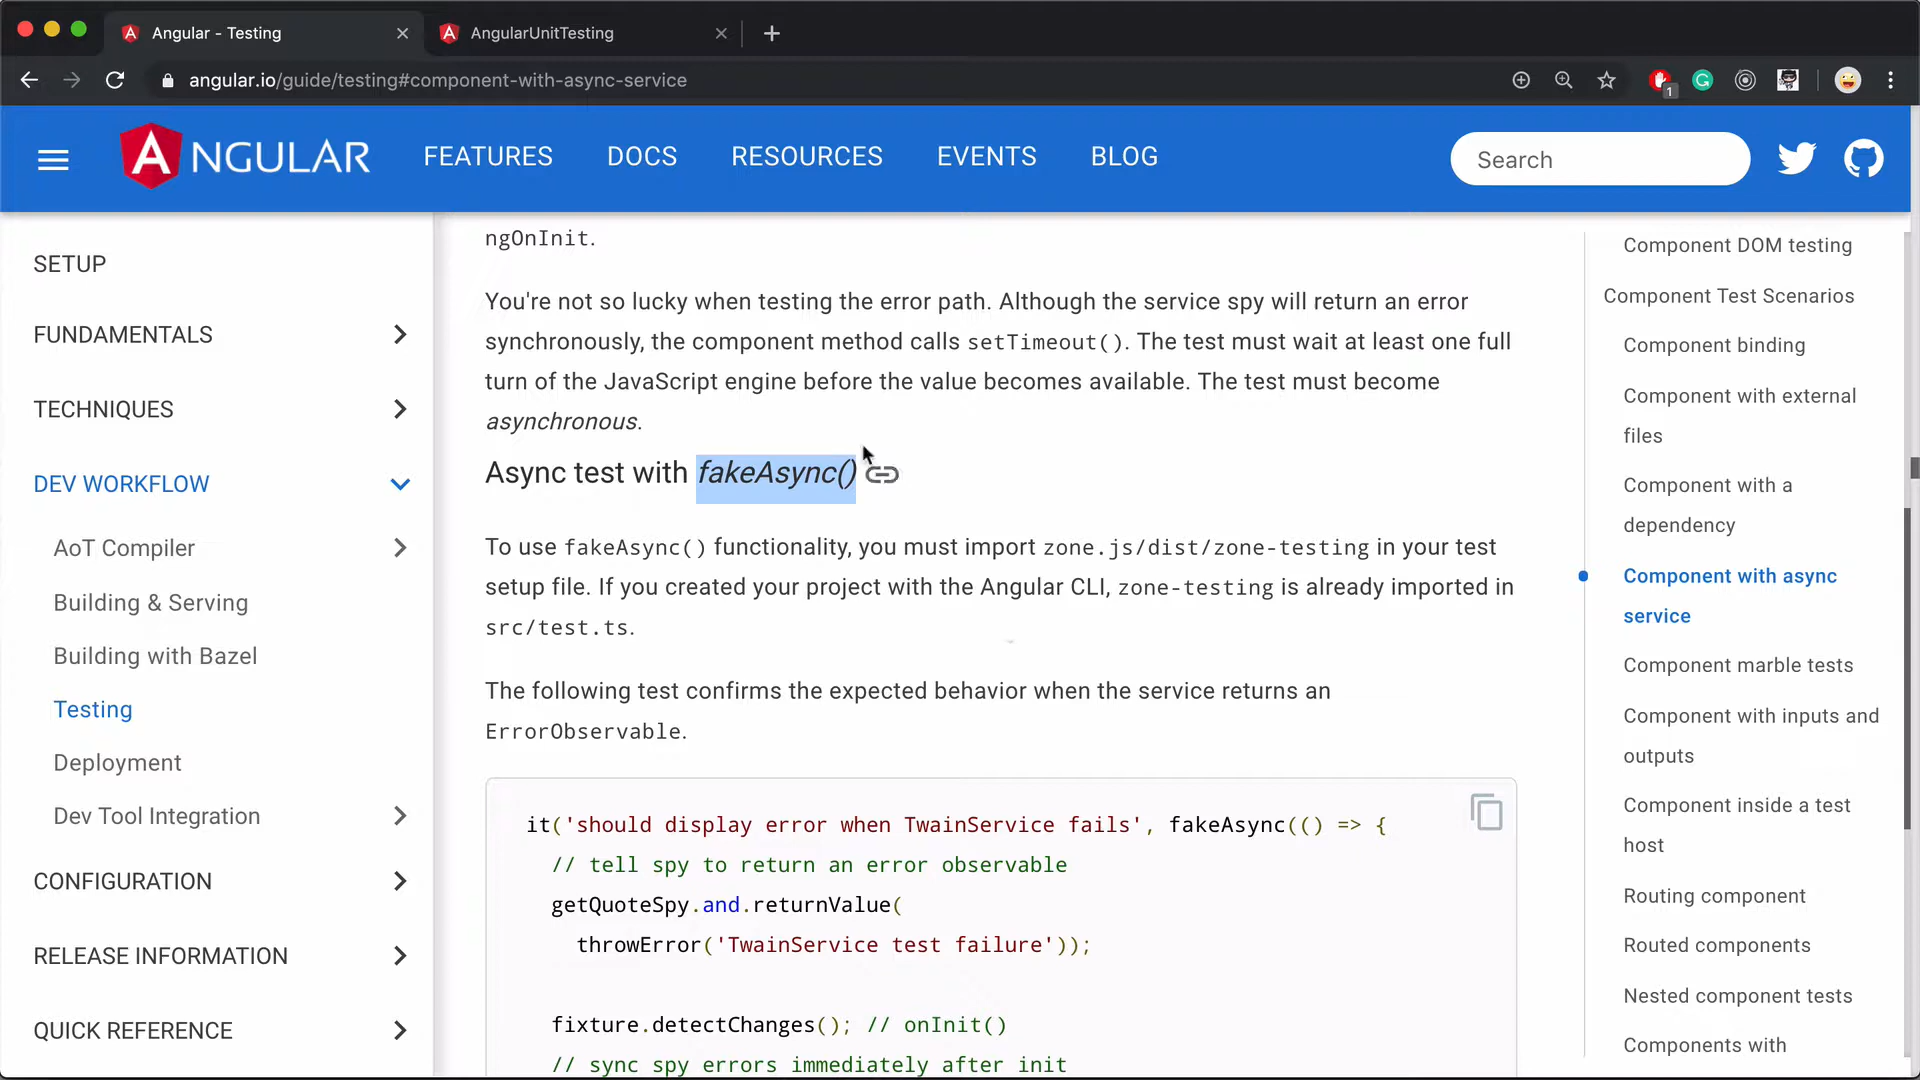 Angular - Testing
AngularUnitTesting
angular.io/guide/testing#component-with-async-service
1
ANGULAR
FEATURES
DOCS
RESOURCES
EVENTS
BLOG
Search
SETUP
FUNDAMENTALS
TECHNIQUES
DEV WORKFLOW
AoT Compiler
Building & Serving
Building with Bazel
Testing
Deployment
Dev Tool Integration
CONFIGURATION
RELEASE INFORMATION
QUICK REFERENCE
ngOnInit.
You're not so lucky when testing the error path. Although the service spy will return an error
synchronously, the component method calls setTimeout(). The test must wait at least one full
turn of the JavaScript engine before the value becomes available. The test must become
asynchronous.
Async test with fakeAsync()
To use fakeAsync() functionality, you must import zone.js/dist/zone-testing in your test
setup file. If you created your project with the Angular CLI, zone-testing is already imported in
src/test.ts.
The following test confirms the expected behavior when the service returns an
ErrorObservable.
it('should display error when TwainService fails', fakeAsync(() => {
// tell spy to return an error observable
getQuoteSpy.and.returnValue(
throwError('TwainService test failure'));
fixture.detectChanges(); // onInit()
// sync spy errors immediately after init
Component DOM testing
Component Test Scenarios
Component binding
Component with external
files
Component with a
dependency
Component with async
service
Component marble tests
Component with inputs and
outputs
Component inside a test
host
Routing component
Routed components
Nested component tests
Components with